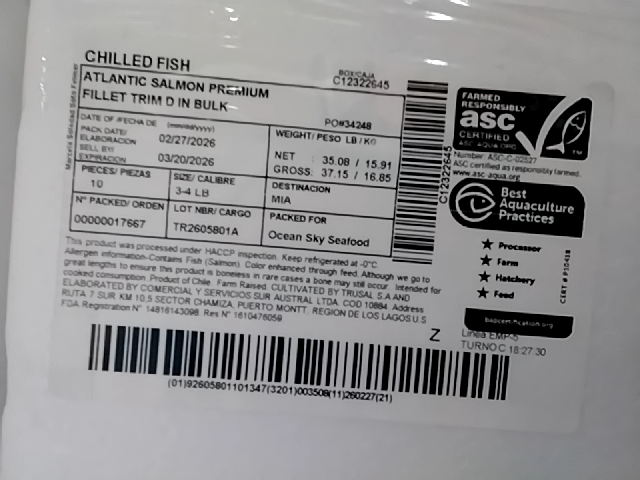 CHILLED FISH
BOX/CAJA
C12322645
ATLANTIC SALMON PREMIUM
FILLET TRIM D IN BULK
PO#34248
DATE OF /FECHA DE (mm/dd/yyyy)
PACK DATE/
ELABORACION 02/27/2026
SELL BY/
EXPIRACION 03/20/2026
WEIGHT/ PESO LB / KG
NET : 35.08 / 15.91
GROSS: 37.15 / 16.85
PIECES/ PIEZAS
10
SIZE/ CALIBRE
3-4 LB
DESTINACION
MIA
N° PACKED/ ORDEN
00000017667
LOT NBR/ CARGO
TR2605801A
PACKED FOR
Ocean Sky Seafood
This product was processed under HACCP inspection. Keep refrigerated at -0°C.
Allergen information-Contains Fish (Salmon). Color enhanced through feed. Although we go to
great lengths to ensure this product is boneless in rare cases a bone may still occur. Intended for
cooked consumption. Product of Chile. Farm Raised. CULTIVATED BY TRUSAL S.A AND
ELABORATED BY COMERCIAL Y SERVICIOS SUR AUSTRAL LTDA. COD 10884. Address
RUTA 7 SUR KM 10,5 SECTOR CHAMIZA, PUERTO MONTT. REGION DE LOS LAGOS U.S
FDA Registration N° 14816143098. Res N° 1610476059
Z
(01)92605801101347(3201)003508(11)260227(21)
C12322645
FARMED
RESPONSIBLY
asc
CERTIFIED
ASC-AQUA.ORG
TM
Number: ASC-C-02527
ASC certified as responsibly farmed.
www.asc-aqua.org
Best
Aquaculture
Practices
Processor
Farm
Hatchery
Feed
CERT # P10418
bapcertification.org
Linea:EMP-5
TURNO C 18:27:30